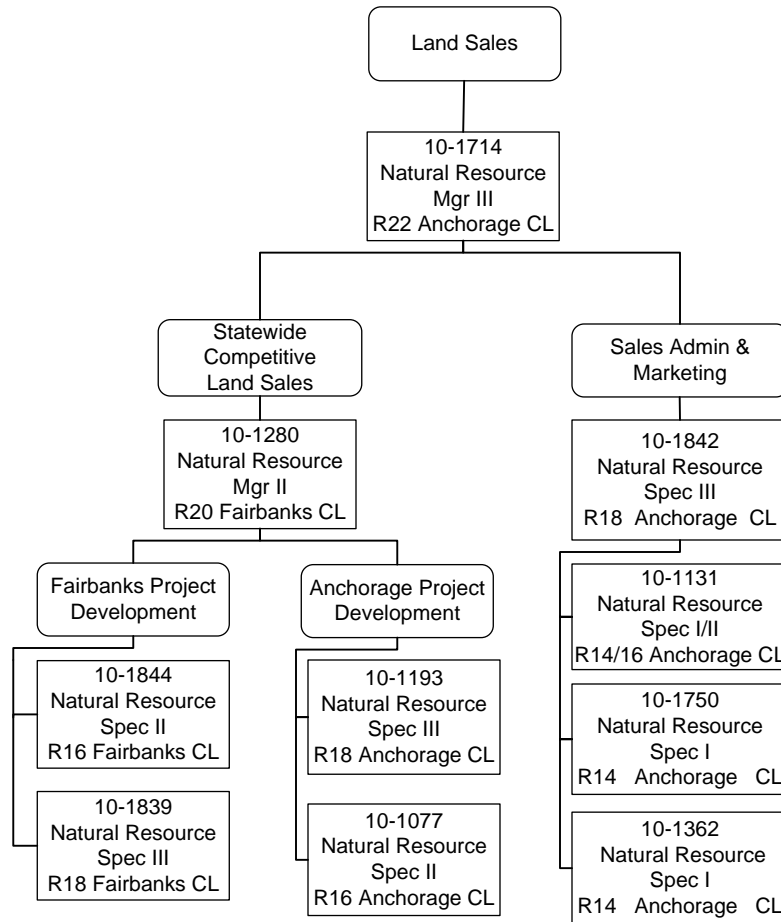 Land Sales
10-1714
Natural Resource
Mgr III
R22 Anchorage CL
Statewide
Competitive
Land Sales
Sales Admin &
Marketing
10-1280
Natural Resource
Mgr II
R20 Fairbanks CL
10-1842
Natural Resource
Spec III
R18 Anchorage CL
Fairbanks Project
Development
Anchorage Project
Development
10-1844
Natural Resource
Spec II
R16 Fairbanks CL
10-1839
Natural Resource
Spec III
R18 Fairbanks CL
10-1193
Natural Resource
Spec III
R18 Anchorage CL
10-1077
Natural Resource
Spec II
R16 Anchorage CL
10-1131
Natural Resource
Spec I/II
R14/16 Anchorage CL
10-1750
Natural Resource
Spec I
R14 Anchorage CL
10-1362
Natural Resource
Spec I
R14 Anchorage CL